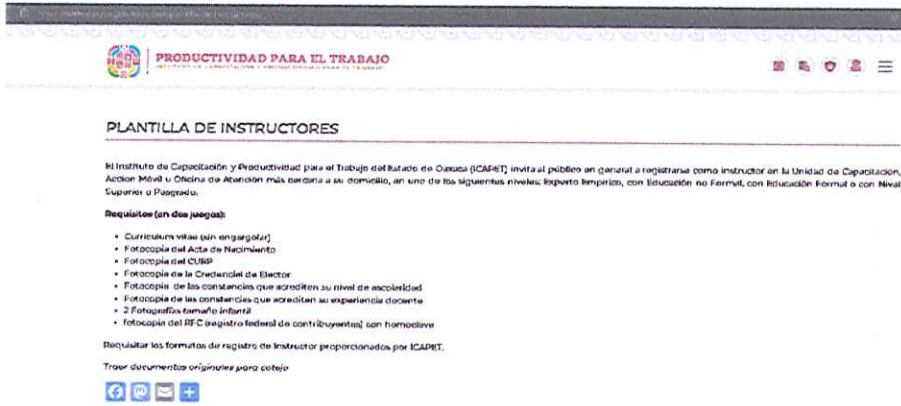 PRODUCTIVIDAD PARA EL TRABAJO
PLANTILLA DE INSTRUCTORES
El Instituto de Capacitación y Productividad para el Trabajo del Estado de Oaxaca (ICAPET) invita al público en general a registrarse como instructor en la Unidad de Capacitación,
Acción Móvil u Oficina de Atención más cercana a su domicilio, en uno de los siguientes niveles: Experto Empírico, con Educación no Formal, con Educación Formal o con Nivel
Superior o Posgrado.
Requisitos (en dos juegos):
• Curriculum vitae (sin engargolar)
• Fotocopia del Acta de Nacimiento
• Fotocopia del CURP
• Fotocopia de la Credencial de Elector
• Fotocopia de las constancias que acrediten su nivel de escolaridad
• Fotocopia de las constancias que acrediten su experiencia docente
• 2 Fotografías tamaño infantil
• fotocopia del RFC (registro federal de contribuyentes) con homoclave
Requisitar los formatos de registro de Instructor proporcionados por ICAPET.
Traer documentos originales para cotejo